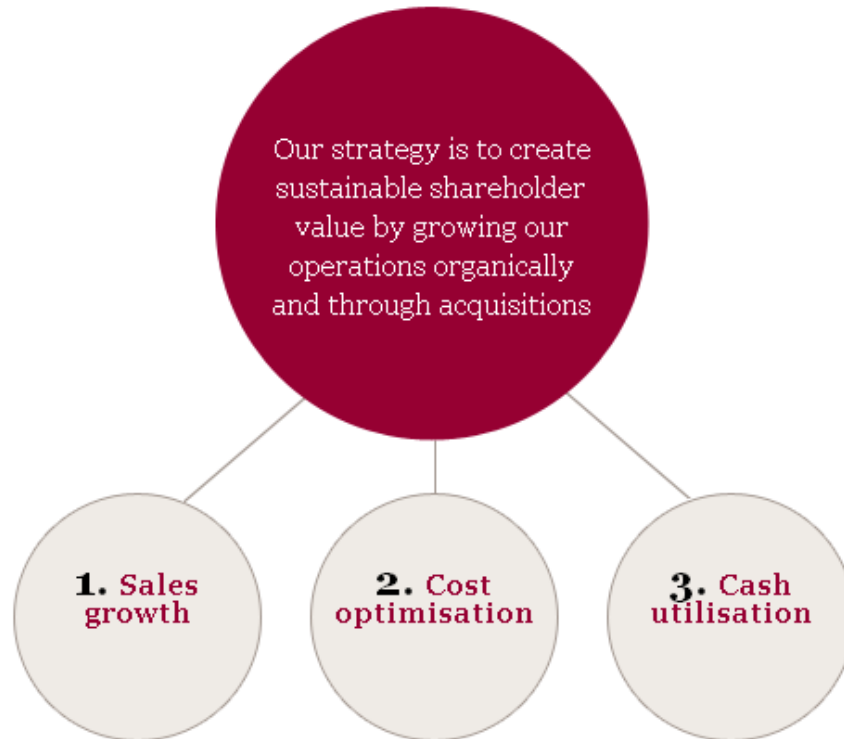 Our strategy is to create
sustainable shareholder
value by growing our
operations organically
and through acquisitions
1. Sales
growth
2. Cost
optimisation
3. Cash
utilisation